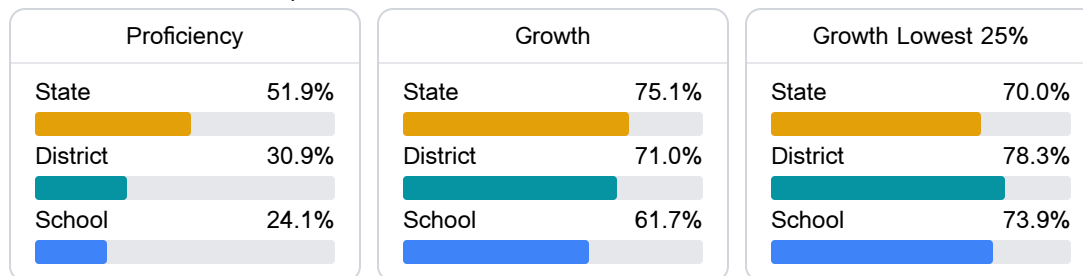 Proficiency
State 51.9%
District 30.9%
School 24.1%
Growth
State 75.1%
District 71.0%
School 61.7%
Growth Lowest 25%
State 70.0%
District 78.3%
School 73.9%